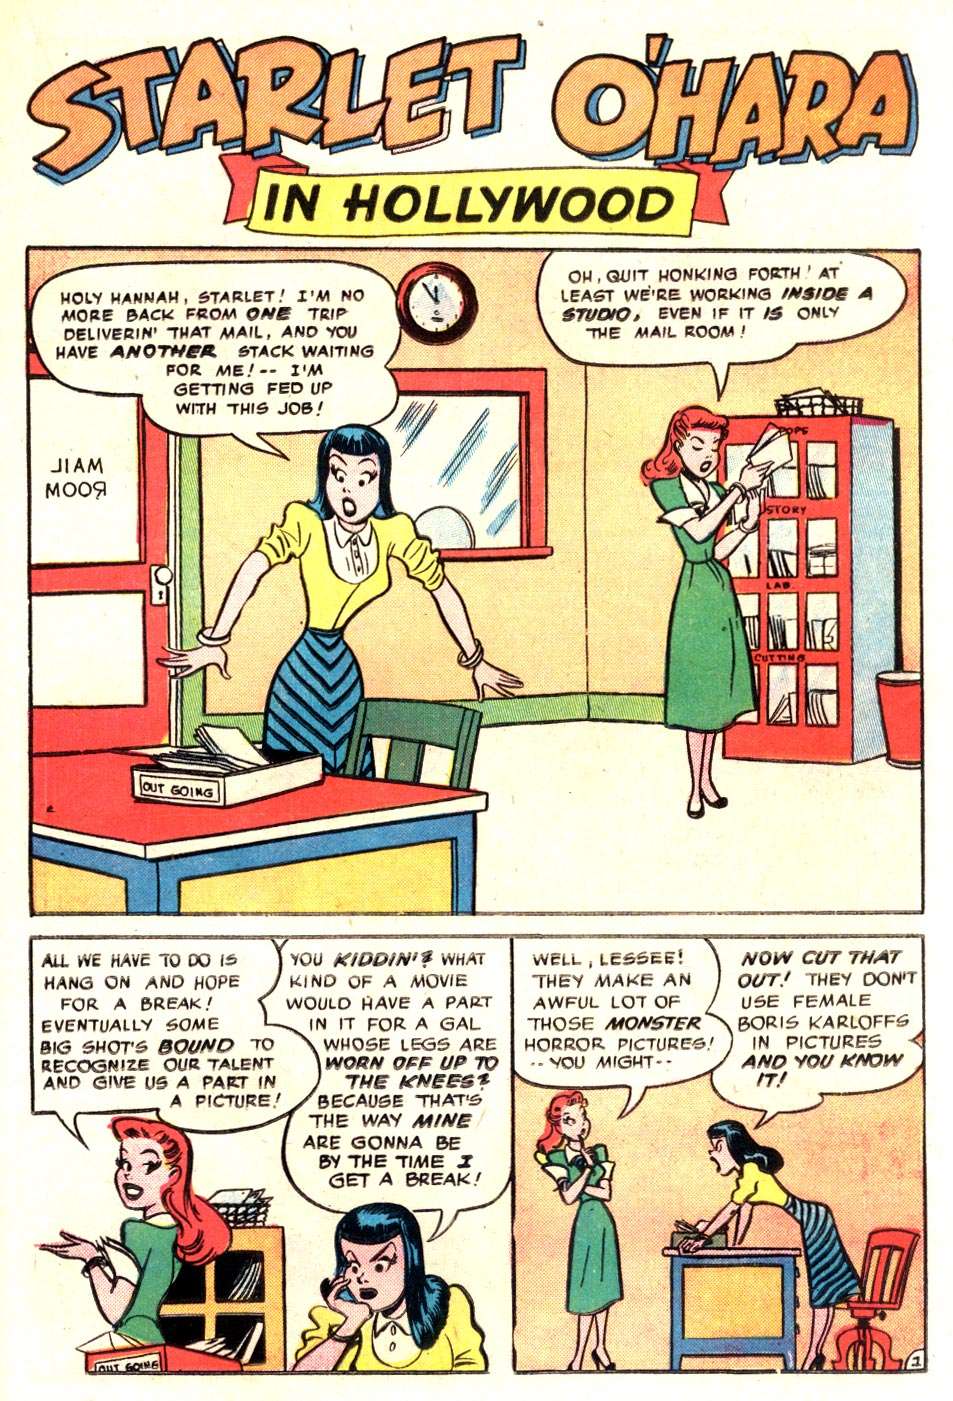 STARLET O'HARA
IN HOLLYWOOD
HOLY HANNAH, STARLET! I'M NO
MORE BACK FROM ONE TRIP
DELIVERIN' THAT MAIL, AND YOU
HAVE ANOTHER STACK WAITING
FOR ME!-- I'M
GETTING FED UP
WITH THIS JOB!
OH, QUIT HONKING FORTH! AT
LEAST WE'RE WORKING INSIDE A
STUDIO, EVEN IF IT IS ONLY
THE MAIL ROOM!
MAIL
ROOM
PROPS
STORY
LAB.
CUTTING
OUT GOING
ALL WE HAVE TO DO IS
HANG ON AND HOPE
FOR A BREAK!
EVENTUALLY SOME
BIG SHOT'S BOUND TO
RECOGNIZE OUR TALENT
AND GIVE US A PART IN
A PICTURE!
YOU KIDDIN'? WHAT
KIND OF A MOVIE
WOULD HAVE A PART
IN IT FOR A GAL
WHOSE LEGS ARE
WORN OFF UP TO
THE KNEES?
BECAUSE THAT'S
THE WAY MINE
ARE GONNA BE
BY THE TIME I
GET A BREAK!
OUT GOING
WELL, LESSEE!
THEY MAKE AN
AWFUL LOT OF
THOSE MONSTER
HORROR PICTURES!
--YOU MIGHT--
NOW CUT THAT
OUT! THEY DON'T
USE FEMALE
BORIS KARLOFFS
IN PICTURES
AND YOU KNOW
IT!
1